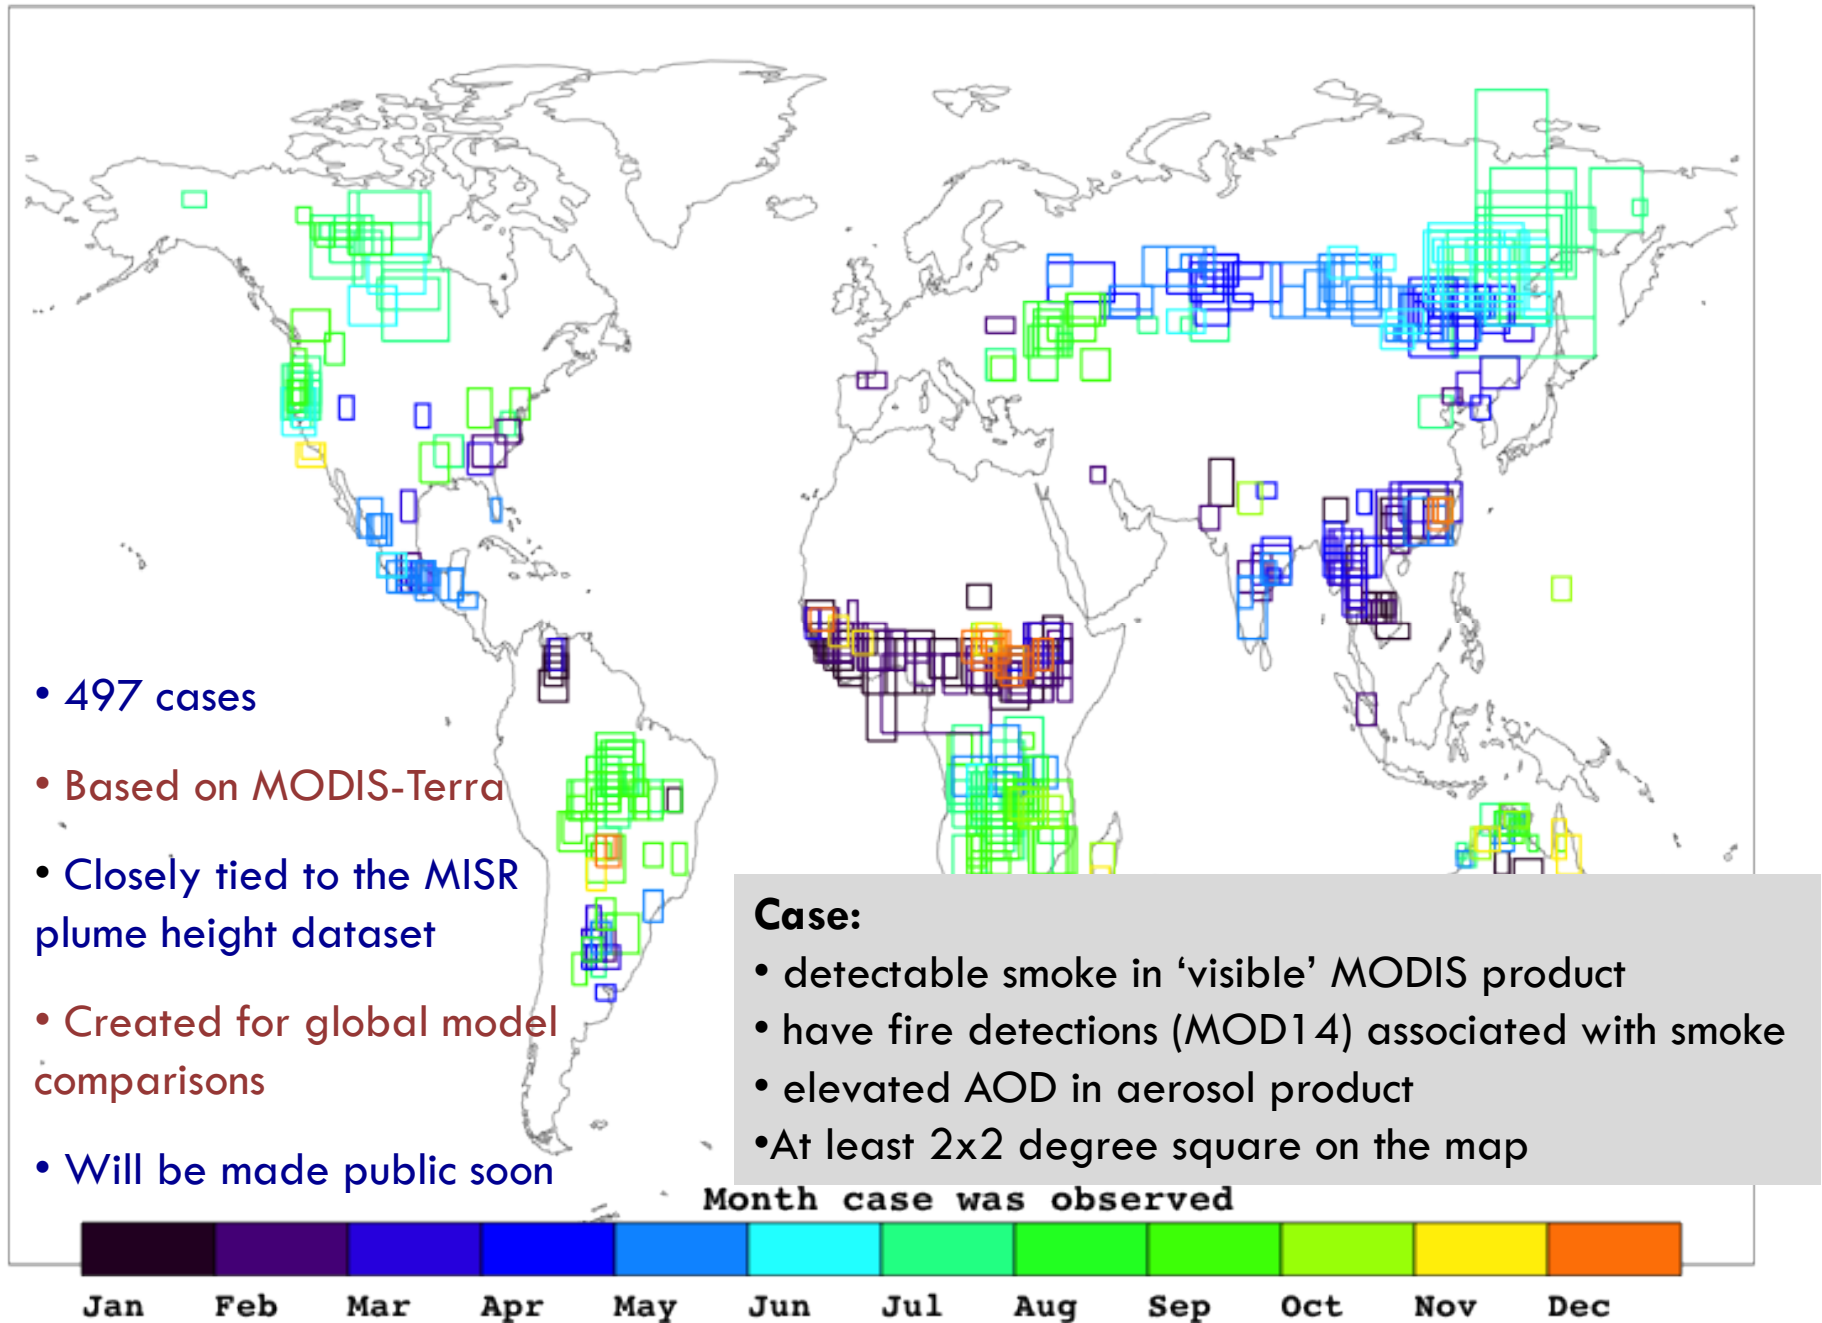 • 497 cases
• Based on MODIS-Terra
• Closely tied to the MISR
plume height dataset
• Created for global model
comparisons
• Will be made public soon
Case:
• detectable smoke in ‘visible’ MODIS product
• have fire detections (MOD14) associated with smoke
• elevated AOD in aerosol product
•At least 2x2 degree square on the map
Month case was observed
Jan Feb Mar Apr May Jun Jul Aug Sep Oct Nov Dec